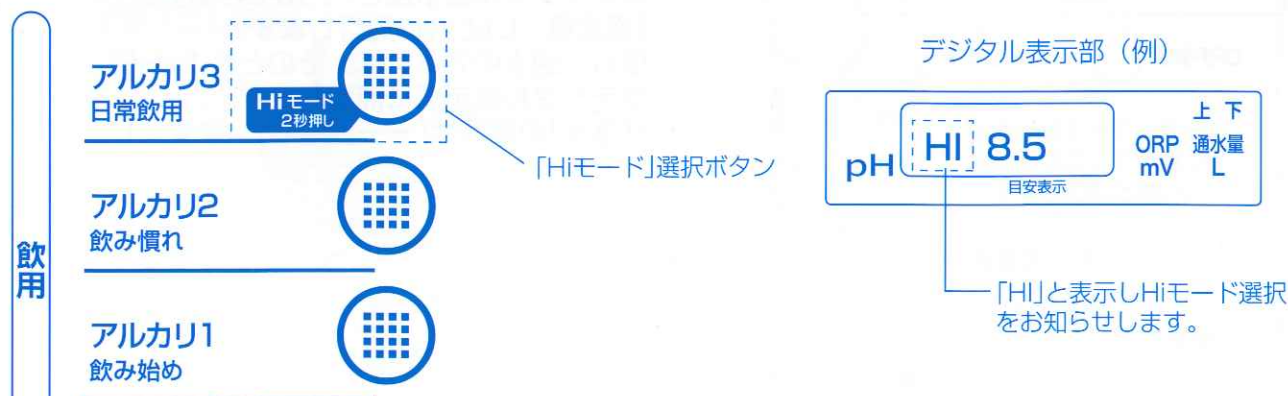 飲用
アルカリ3
日常飲用
Hiモード
2秒押し
「Hiモード」選択ボタン
アルカリ2
飲み慣れ
アルカリ1
飲み始め
デジタル表示部（例）
上 下
pH HI 8.5 ORP 通水量
mV L
目安表示
「HI」と表示しHiモード選択
をお知らせします。